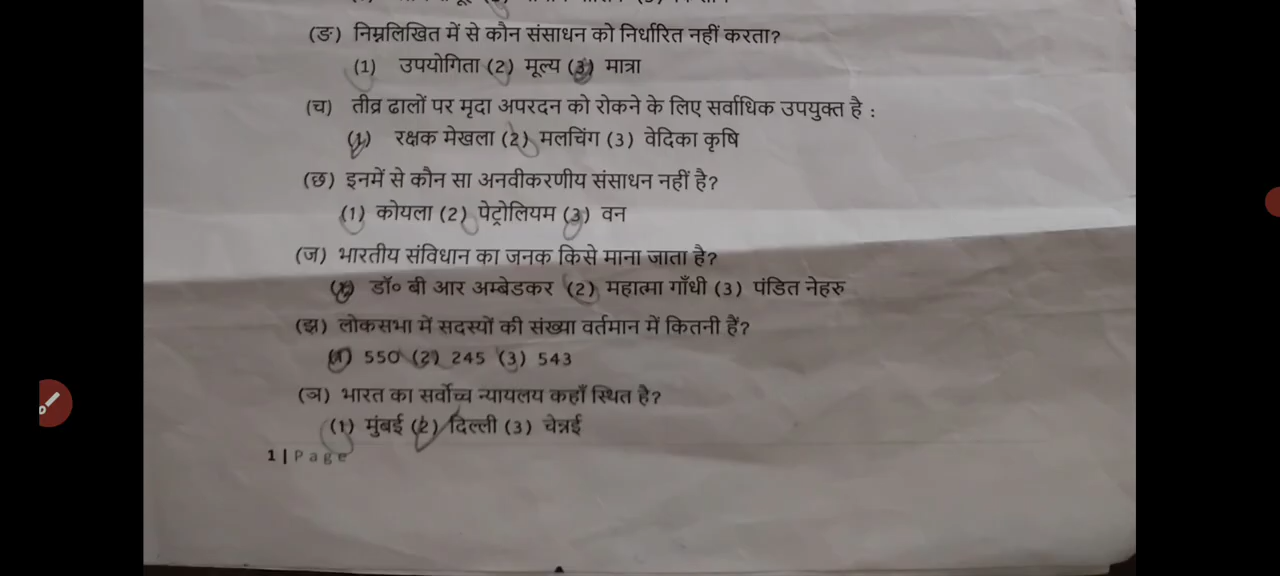 (ङ) निम्नलिखित में से कौन संसाधन को निर्धारित नहीं करता?
(1) उपयोगिता (2) मूल्य (3) मात्रा
(च) तीव्र ढालों पर मृदा अपरदन को रोकने के लिए सर्वाधिक उपयुक्त है :
(1) रक्षक मेखला (2) मलचिंग (3) वेदिका कृषि
(छ) इनमें से कौन सा अनवीकरणीय संसाधन नहीं है?
(1) कोयला (2) पेट्रोलियम (3) वन
(ज) भारतीय संविधान का जनक किसे माना जाता है?
(1) डॉ० बी आर अम्बेडकर (2) महात्मा गाँधी (3) पंडित नेहरु
(झ) लोकसभा में सदस्यों की संख्या वर्तमान में कितनी हैं?
(1) 550 (2) 245 (3) 543
(ञ) भारत का सर्वोच्च न्यायलय कहाँ स्थित है?
(1) मुंबई (2) दिल्ली (3) चेन्नई
1 | Page